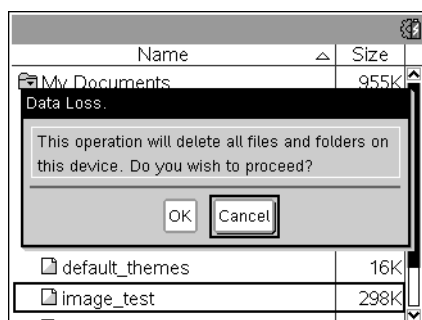 Name Size
My Documents 955K
Data Loss.
This operation will delete all files and folders on
this device. Do you wish to proceed?
OK Cancel
default_themes 16K
image_test 298K